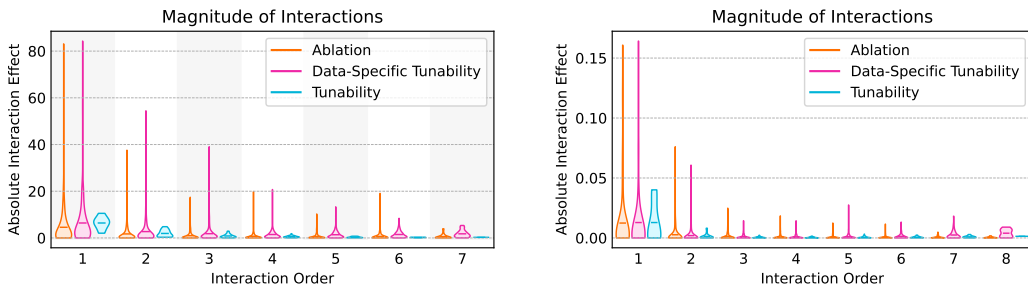 Magnitude of Interactions
Absolute Interaction Effect
80
60
40
20
0
Ablation
Data-Specific Tunability
Tunability
1 2 3 4 5 6 7
Interaction Order
Magnitude of Interactions
Absolute Interaction Effect
0.15
0.10
0.05
0.00
Ablation
Data-Specific Tunability
Tunability
1 2 3 4 5 6 7 8
Interaction Order